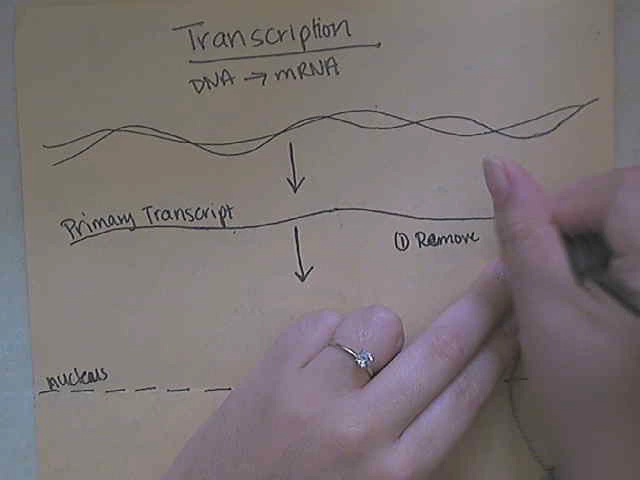 Transcription
DNA → mRNA
Primary Transcript
① Remove
nucleus